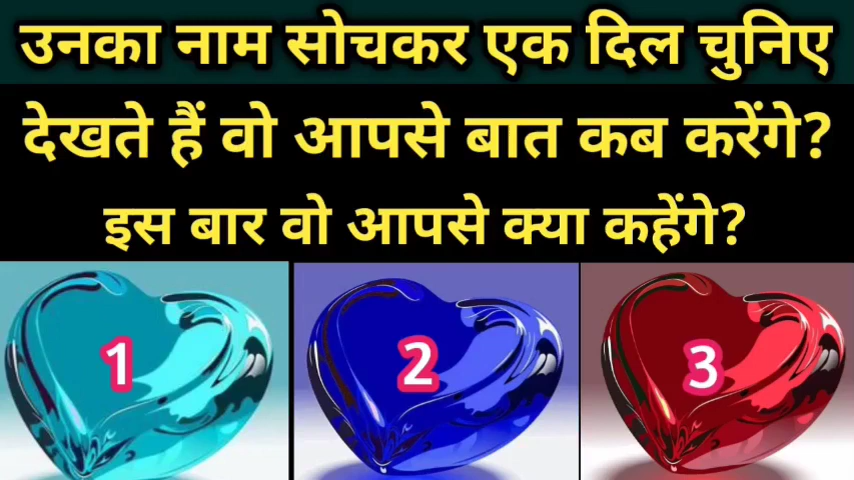 उनका नाम सोचकर एक दिल चुनिए
देखते हैं वो आपसे बात कब करेंगे?
इस बार वो आपसे क्या कहेंगे?
1 2 3